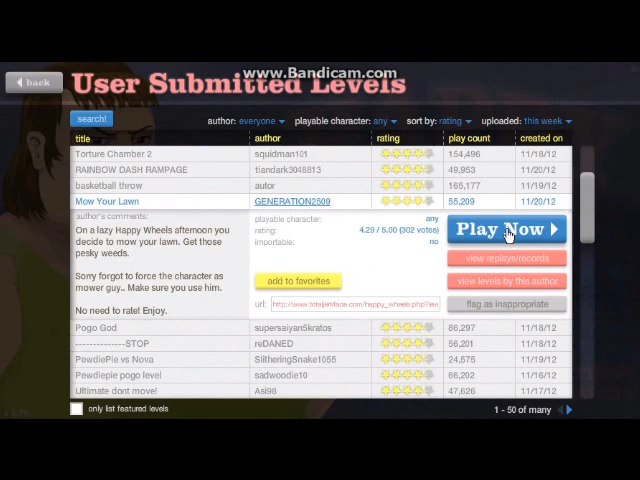 www.Bandicam.com
back
User Submitted Levels
search!
author: everyone playable character: any sort by: rating uploaded: this week
title author rating play count created on
Torture Chamber 2 squidman101 154,496 11/18/12
RAINBOW DASH RAMPAGE tiandark3048813 49,953 11/20/12
basketball throw autor 165,177 11/19/12
Mow Your Lawn GENERATION2509 55,209 11/20/12
author's comments:
On a lazy Happy Wheels afternoon you
decide to mow your lawn. Get those
pesky weeds.
Sorry forgot to force the character as
mower guy.. Make sure you use him.
No need to rate! Enjoy.
playable character: any
rating: 4.29 / 5.00 (302 votes)
importable: no
add to favorites
url: http://www.totaljerkface.com/happy_wheels.php?leve
Play Now
view replays/records
view levels by this author
flag as inappropriate
Pogo God supersaiyan5kratos 86,297 11/18/12
--------------STOP reDANED 56,201 11/18/12
PewdiePie vs Nova SlitheringSnake1055 24,575 11/19/12
Pewdiepie pogo level sadwoodie10 66,202 11/16/12
Ultimate dont move! Asi98 47,626 11/17/12
only list featured levels
1 - 50 of many